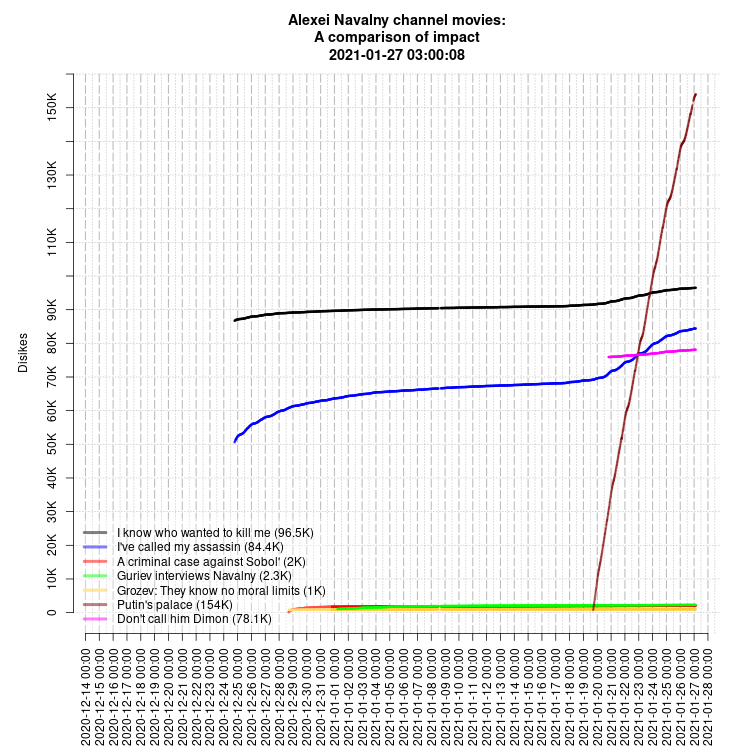 Alexei Navalny channel movies:
A comparison of impact
2021-01-27 03:00:08
Disikes
150K
130K
110K
90K
80K
70K
60K
50K
40K
30K
20K
10K
0
I know who wanted to kill me (96.5K)
I've called my assassin (84.4K)
A criminal case against Sobol' (2K)
Guriev interviews Navalny (2.3K)
Grozev: They know no moral limits (1K)
Putin's palace (154K)
Don't call him Dimon (78.1K)
2020-12-14 00:00
2020-12-15 00:00
2020-12-16 00:00
2020-12-17 00:00
2020-12-18 00:00
2020-12-19 00:00
2020-12-20 00:00
2020-12-21 00:00
2020-12-22 00:00
2020-12-23 00:00
2020-12-24 00:00
2020-12-25 00:00
2020-12-26 00:00
2020-12-27 00:00
2020-12-28 00:00
2020-12-29 00:00
2020-12-30 00:00
2020-12-31 00:00
2021-01-01 00:00
2021-01-02 00:00
2021-01-03 00:00
2021-01-04 00:00
2021-01-05 00:00
2021-01-06 00:00
2021-01-07 00:00
2021-01-08 00:00
2021-01-09 00:00
2021-01-10 00:00
2021-01-11 00:00
2021-01-12 00:00
2021-01-13 00:00
2021-01-14 00:00
2021-01-15 00:00
2021-01-16 00:00
2021-01-17 00:00
2021-01-18 00:00
2021-01-19 00:00
2021-01-20 00:00
2021-01-21 00:00
2021-01-22 00:00
2021-01-23 00:00
2021-01-24 00:00
2021-01-25 00:00
2021-01-26 00:00
2021-01-27 00:00
2021-01-28 00:00